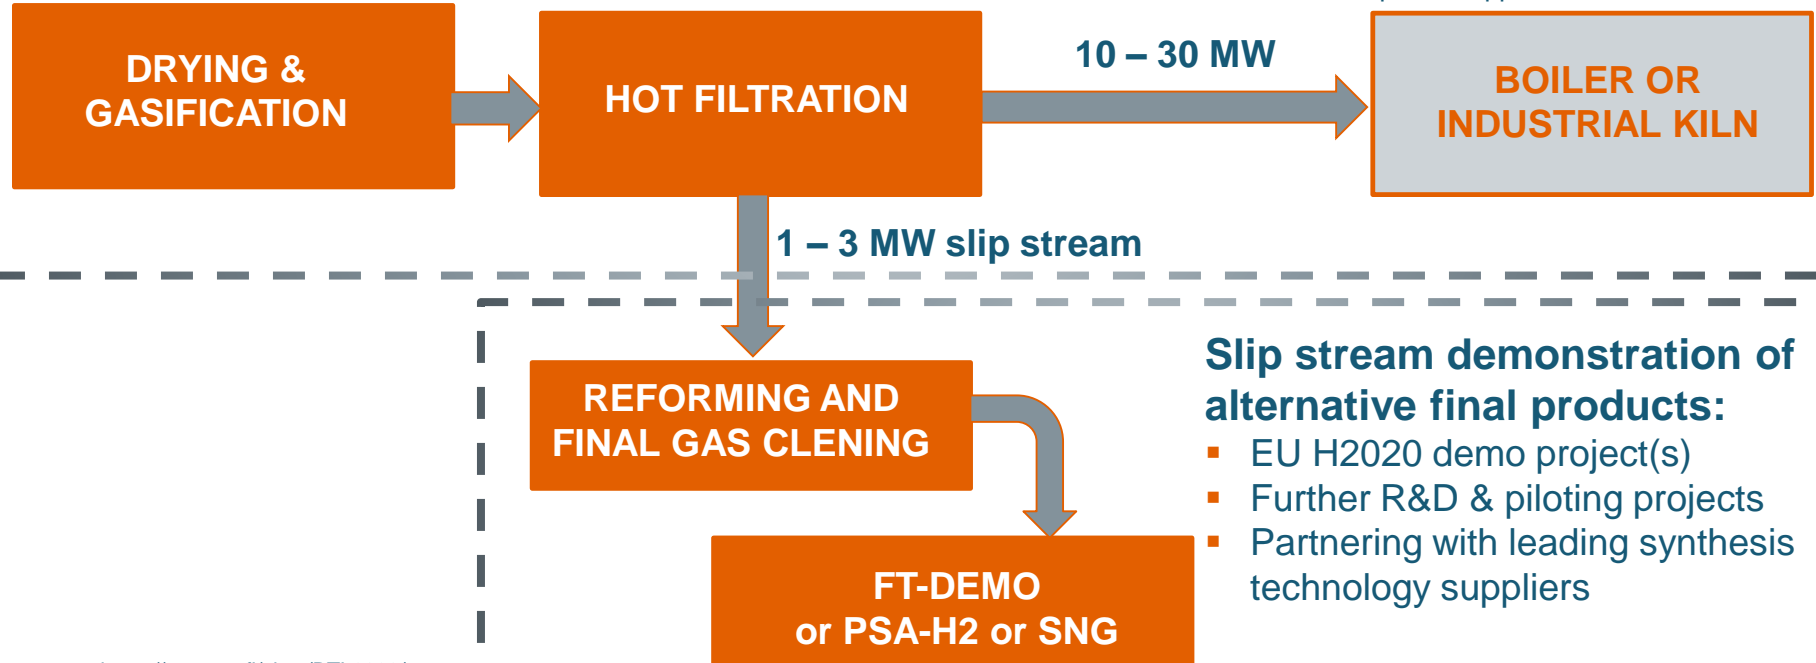 DRYING &
GASIFICATION
HOT FILTRATION
10 – 30 MW
BOILER OR
INDUSTRIAL KILN
1 – 3 MW slip stream
REFORMING AND
FINAL GAS CLENING
Slip stream demonstration of
alternative final products:
▪ EU H2020 demo project(s)
▪ Further R&D & piloting projects
▪ Partnering with leading synthesis
technology suppliers
FT-DEMO
or PSA-H2 or SNG